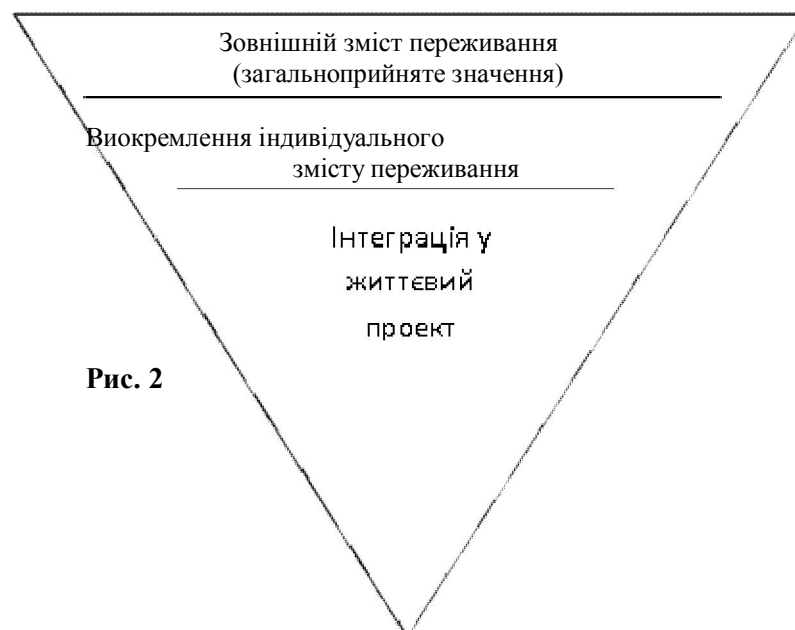 Зовнішній зміст переживання
(загальноприйняте значення)
Виокремлення індивідуального
змісту переживання
Інтеграція у
життєвий
проект
Рис. 2